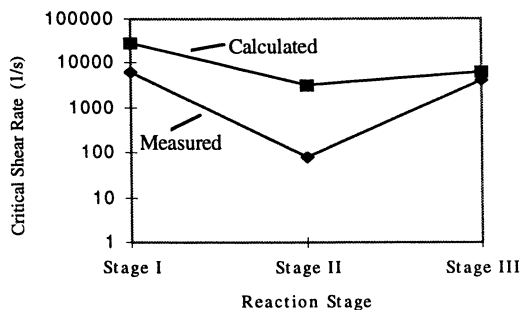 100000
10000
1000
100
10
1
Critical Shear Rate (1/s)
Calculated
Measured
Stage I
Stage II
Stage III
Reaction Stage